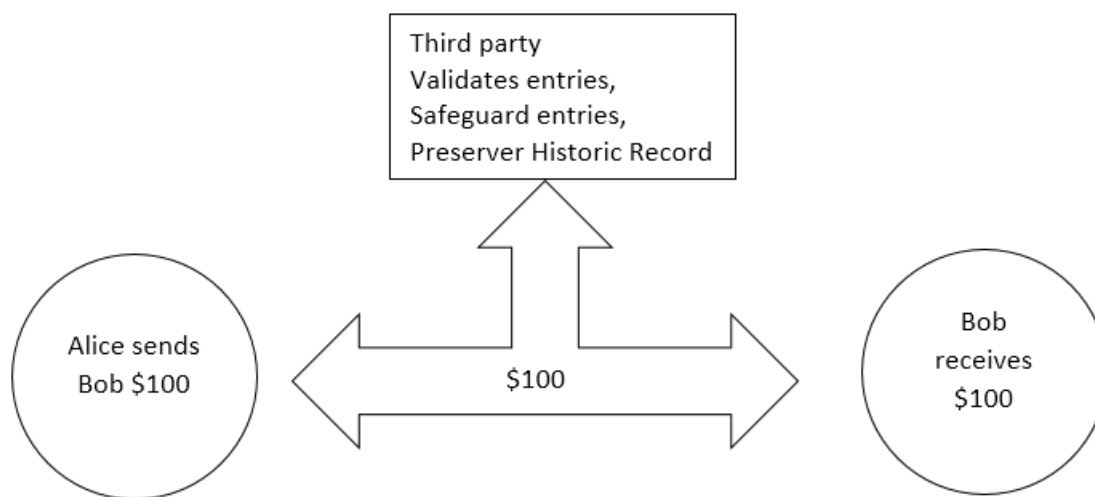 Third party
Validates entries,
Safeguard entries,
Preserver Historic Record
Alice sends
Bob $100
$100
Bob
receives
$100